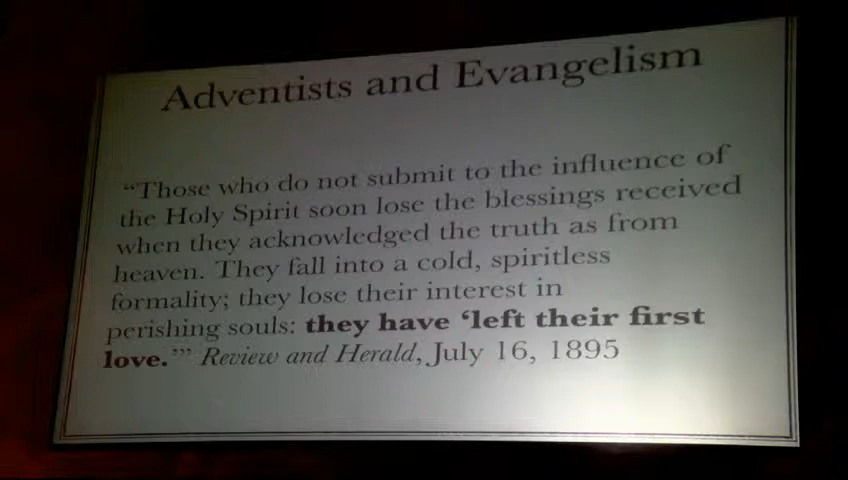 Adventists and Evangelism
“Those who do not submit to the influence of
the Holy Spirit soon lose the blessings received
when they acknowledged the truth as from
heaven. They fall into a cold, spiritless
formality; they lose their interest in
perishing souls: they have ‘left their first
love.’” Review and Herald, July 16, 1895